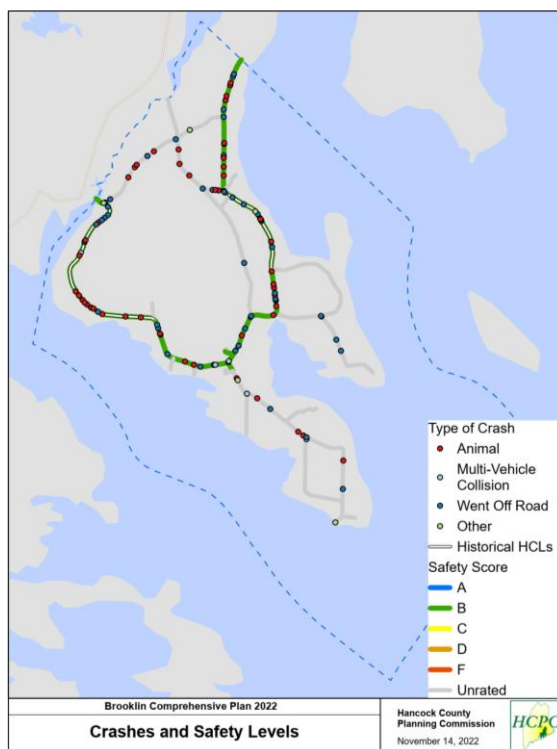 Type of Crash
Animal
Multi-Vehicle
Collision
Went Off Road
Other
Historical HCLs
Safety Score
A
B
C
D
F
Unrated
Brooklin Comprehensive Plan 2022
Crashes and Safety Levels
Hancock County
Planning Commission
November 14, 2022
HCPC